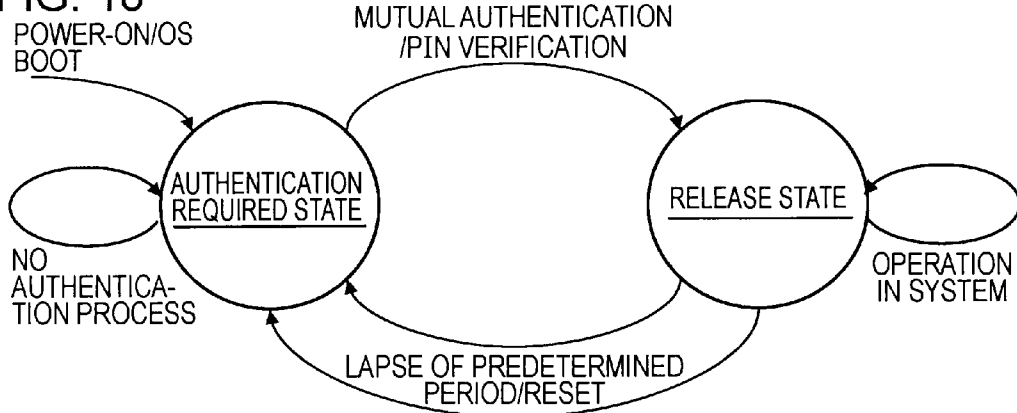 FIG.
POWER-ON/OS
BOOT
MUTUAL AUTHENTICATION
/PIN VERIFICATION
AUTHENTICATION
REQUIRED STATE
RELEASE STATE
NO
AUTHENTICA-
TION PROCESS
OPERATION
IN SYSTEM
LAPSE OF PREDETERMINED
PERIOD/RESET